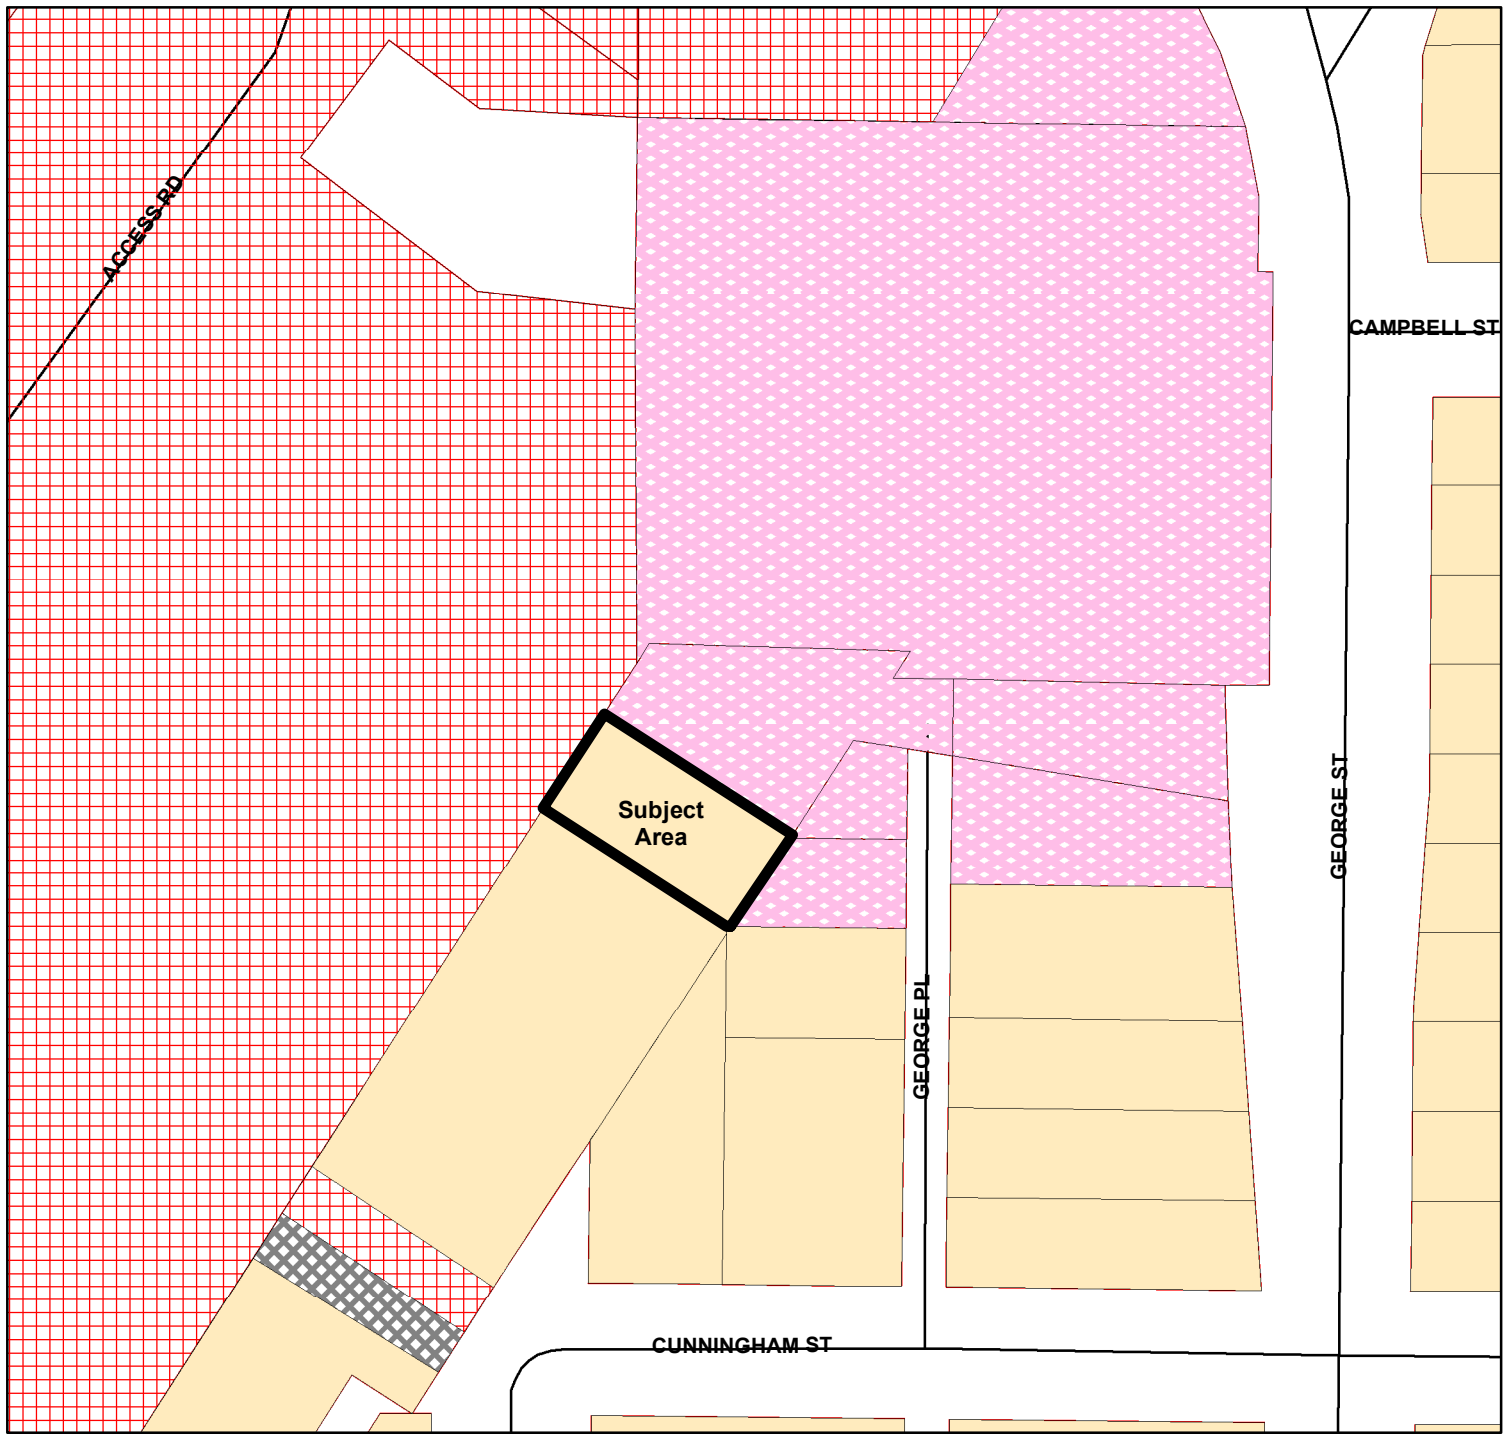 ACCESS RD
CAMPBELL ST
GEORGE ST
Subject
Area
GEORGE PL
CUNNINGHAM ST